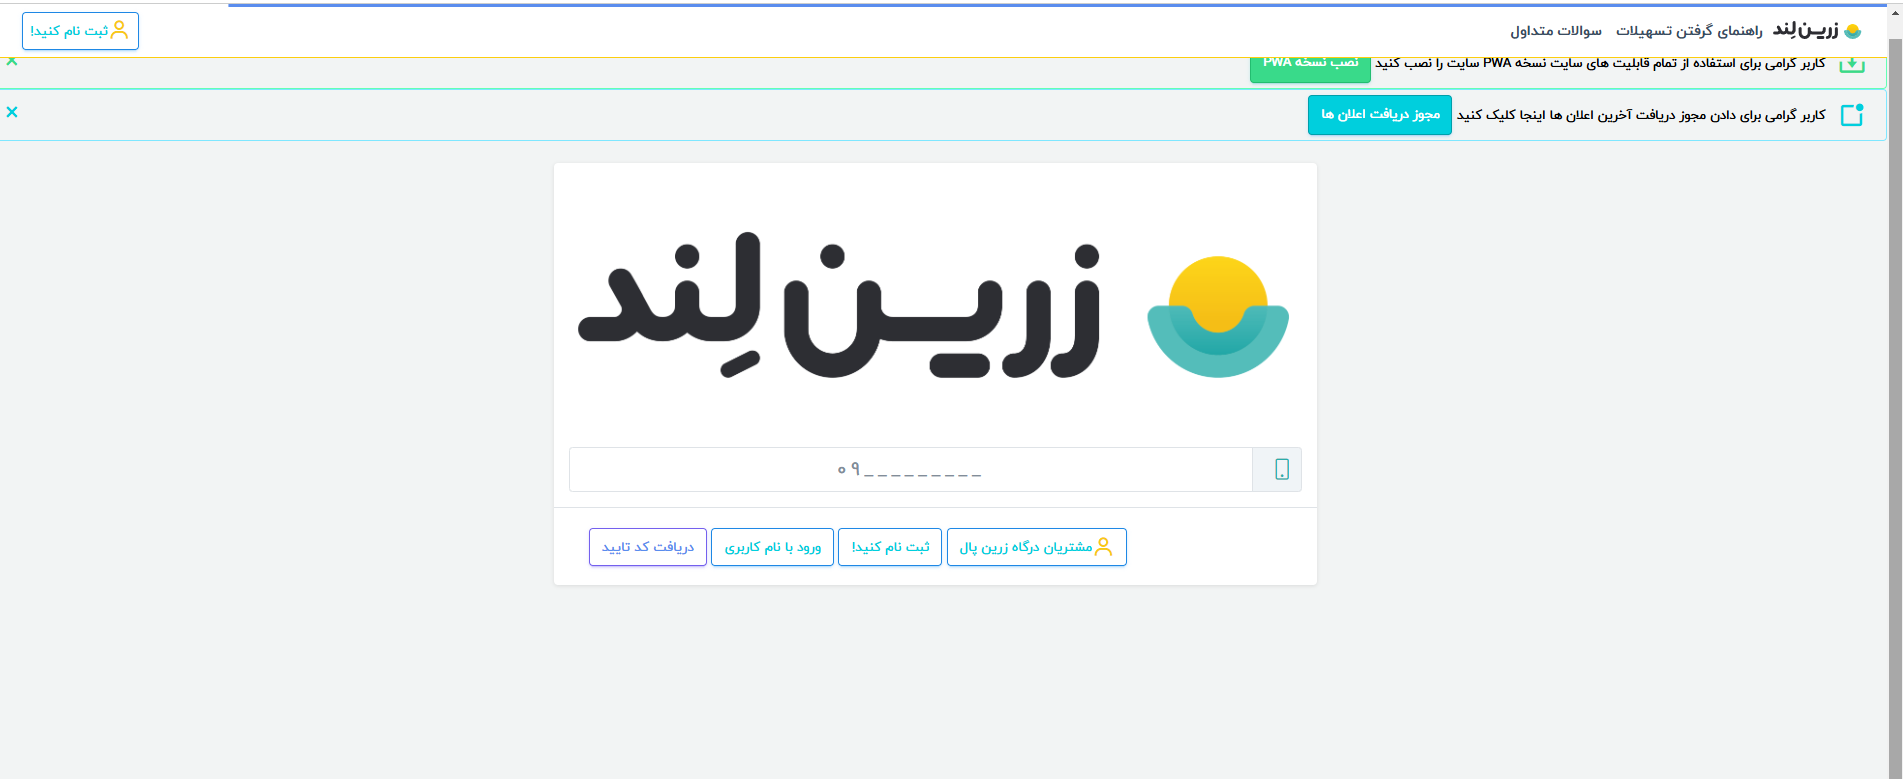 زرین لِند راهنمای گرفتن تسهیلات سوالات متداول ثبت نام کنید!
کاربر گرامی برای استفاده از تمام قابلیت های سایت نسخه PWA سایت را نصب کنید نصب نسخه PWA
کاربر گرامی برای دادن مجوز دریافت آخرین اعلان ها اینجا کلیک کنید مجوز دریافت اعلان ها
زرین لِند
۰۹_________
مشتریان درگاه زرین پال ثبت نام کنید! ورود با نام کاربری دریافت کد تایید